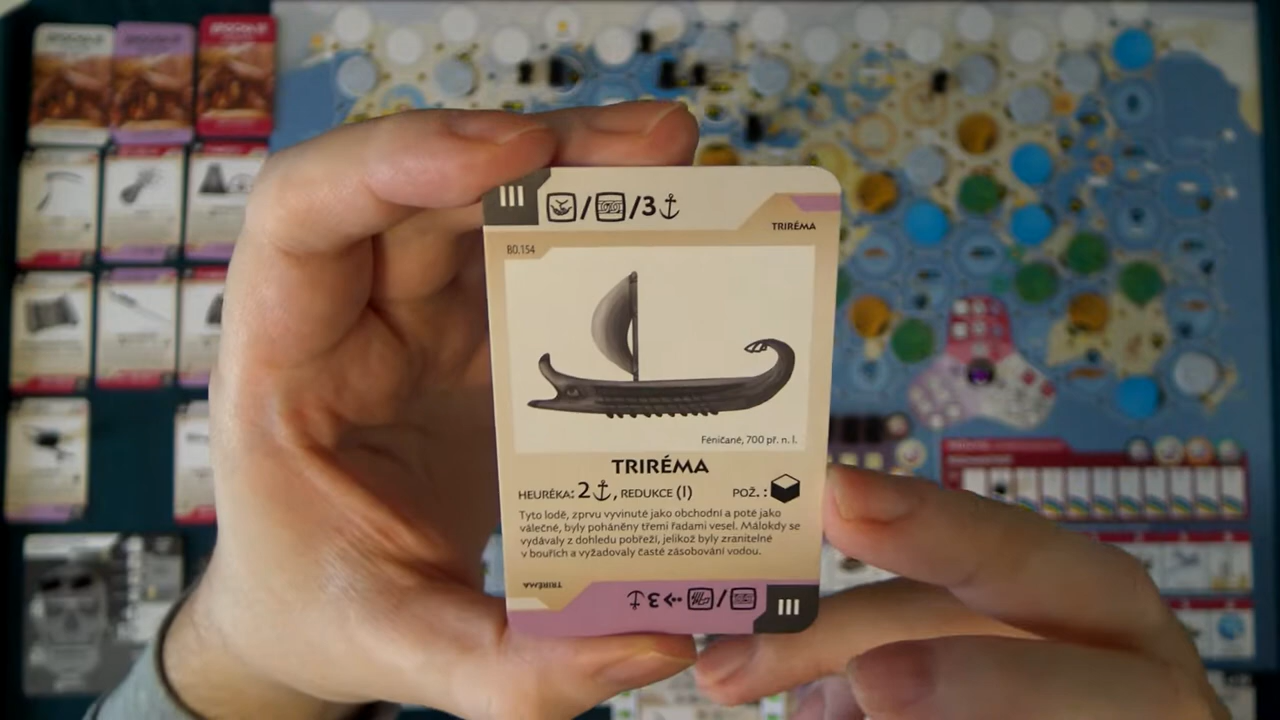 III
/ /3
TRIRÉMA
B0.154
Féničané, 700 př. n. l.
TRIRÉMA
HEURÉKA: 2, REDUKCE (I) POŽ. :
Tyto lodě, zprvu vyvinuté jako obchodní a poté jako
válečné, byly poháněny třemi řadami vesel. Málokdy se
vydávaly z dohledu pobřeží, jelikož byly zranitelné
v bouřích a vyžadovaly časté zásobování vodou.
TRIRÉMA
/ 3
III